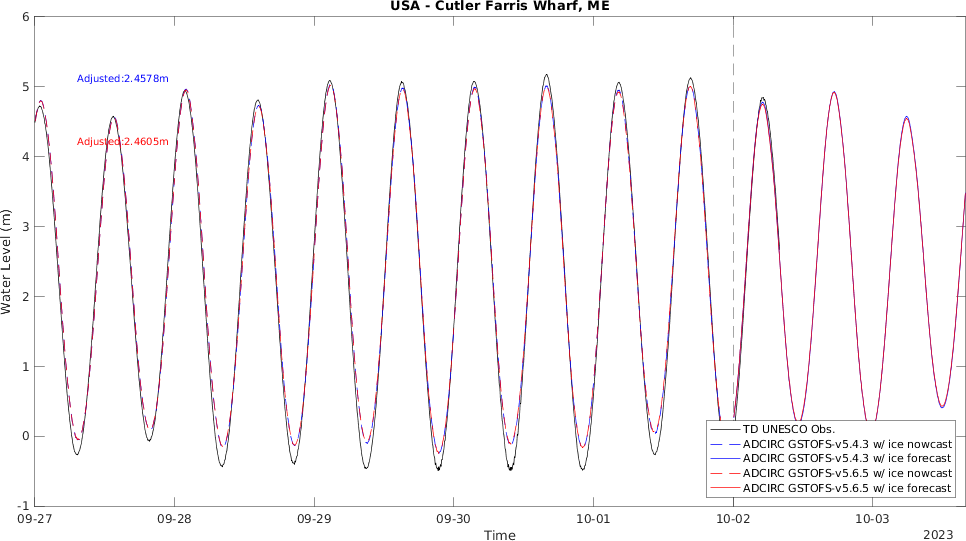 USA - Cutler Farris Wharf, ME
6
5
4
3
2
1
0
-1
Water Level (m)
Adjusted:2.4578m
Adjusted:2.4605m
TD UNESCO Obs.
ADCIRC GSTOFS-v5.4.3 w/ ice nowcast
ADCIRC GSTOFS-v5.4.3 w/ ice forecast
ADCIRC GSTOFS-v5.6.5 w/ ice nowcast
ADCIRC GSTOFS-v5.6.5 w/ ice forecast
09-27 09-28 09-29 09-30 10-01 10-02 10-03
Time
2023